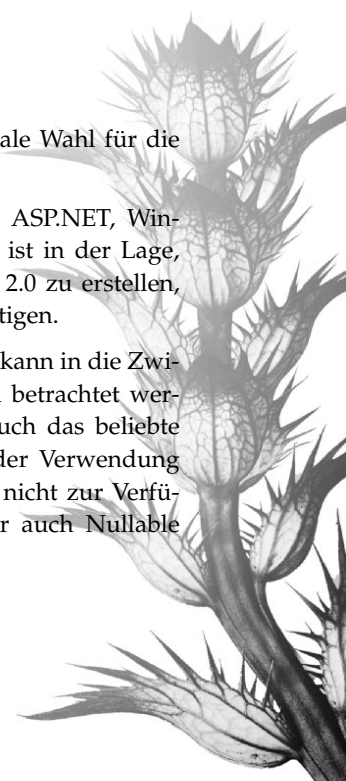 ale Wahl für die
ASP.NET, Win-
ist in der Lage,
2.0 zu erstellen,
tigen.
kann in die Zwi-
betrachtet wer-
uch das beliebte
der Verwendung
nicht zur Verfü-
r auch Nullable